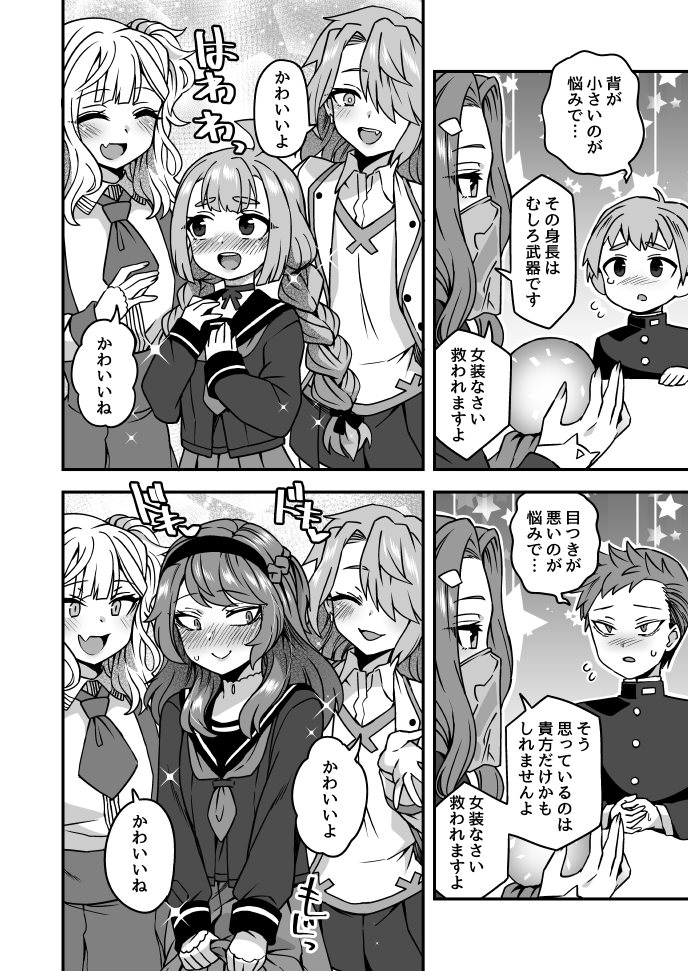 背が
小さいのが
悩みで…
その身長は
むしろ武器です
女装なさい
救われますよ
はわわわっ
かわいいよ
かわいいね
目つきが
悪いのが
悩みで…
そう
思っているのは
貴方だけかも
しれませんよ
女装なさい
救われますよ
ドキ
ドキ
かわいいよ
かわいいね
もじっ